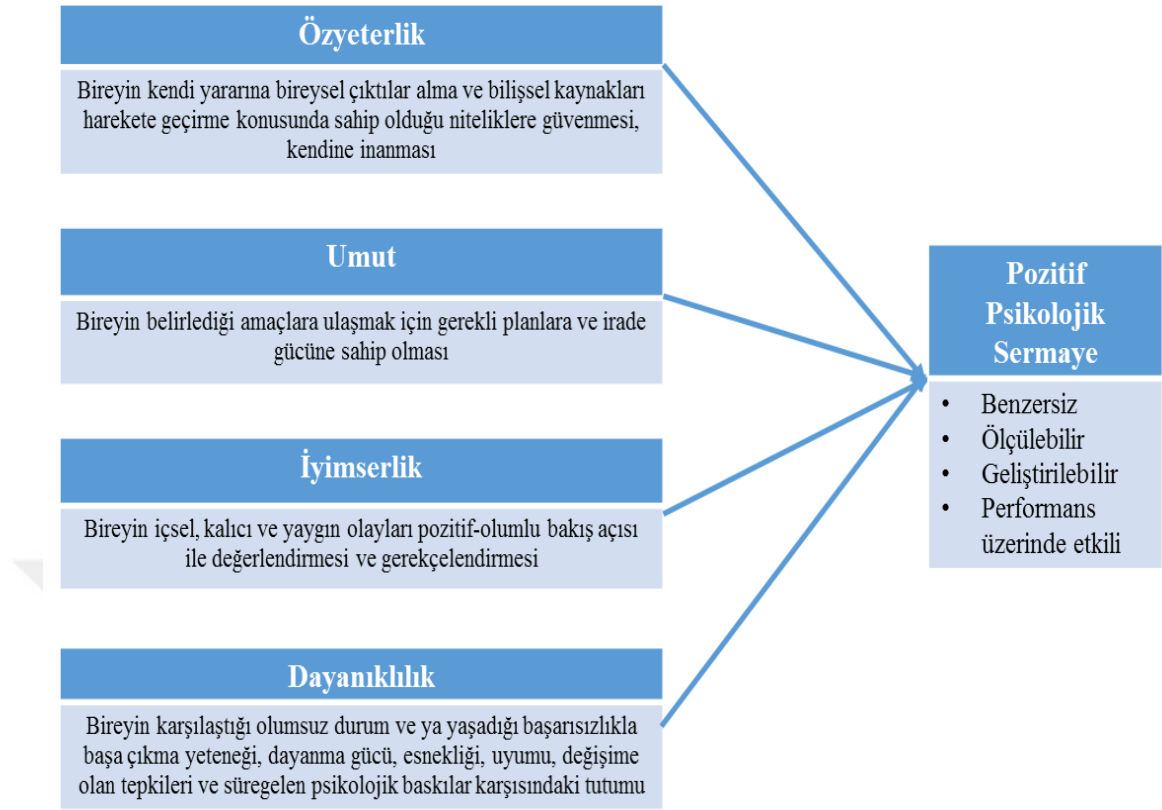 Özyeterlik
Bireyin kendi yararına bireysel çıktılar alma ve bilişsel kaynakları
harekete geçirme konusunda sahip olduğu niteliklere güvenmesi,
kendine inanması
Umut
Bireyin belirlediği amaçlara ulaşmak için gerekli planlara ve irade
gücüne sahip olması
İyimserlik
Bireyin içsel, kalıcı ve yaygın olayları pozitif-olumlu bakış açısı
ile değerlendirmesi ve gerekçelendirmesi
Dayanıklılık
Bireyin karşılaştığı olumsuz durum ve ya yaşadığı başarısızlıkla
başa çıkma yeteneği, dayanma gücü, esnekliği, uyumu, değişime
olan tepkileri ve süregelen psikolojik baskılar karşısındaki tutumu
Pozitif
Psikolojik
Sermaye
• Benzersiz
• Ölçülebilir
• Geliştirilebilir
• Performans
üzerinde etkili